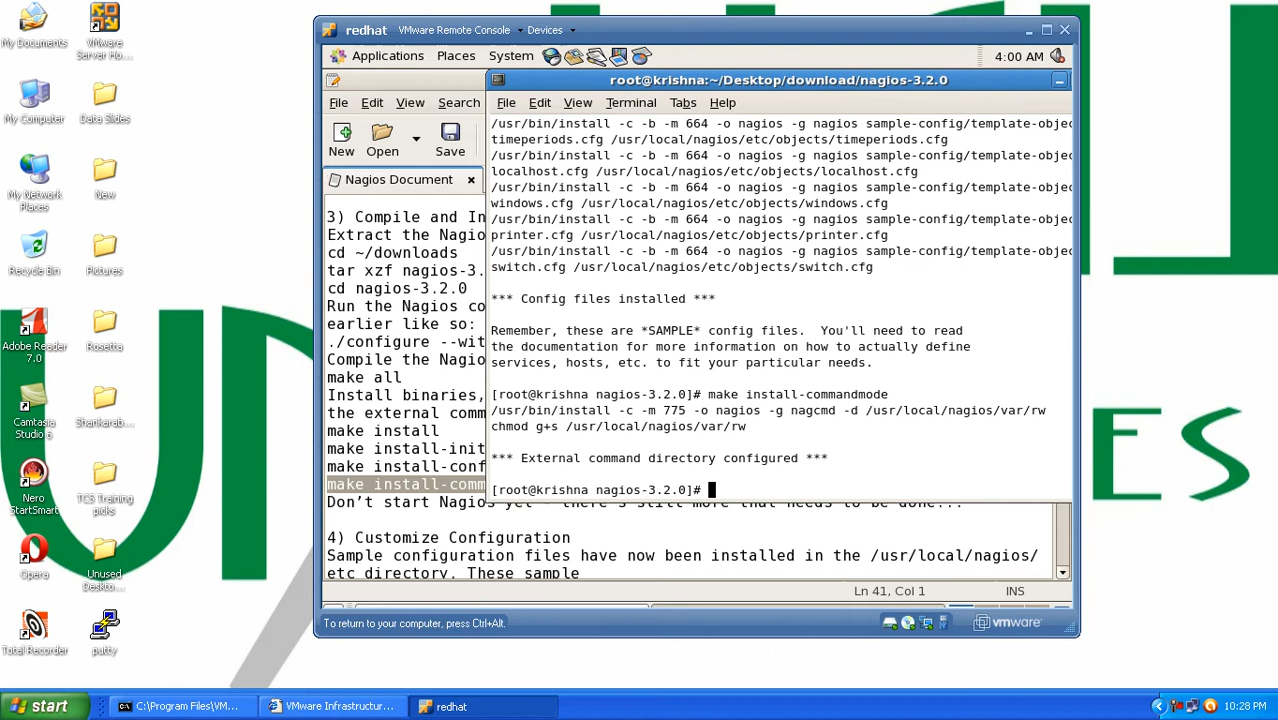 My Documents
VMware
Server Ho...
My Computer
Data Slides
My Network
Places
New
Recycle Bin
Pictures
Adobe Reader
7.0
Rosetta
Camtasia
Studio 6
Shankarab...
Nero
StartSmart
TCS Training
picks
Opera
Unused
Deskto...
Total Recorder
putty
redhat VMware Remote Console Devices
Applications Places System 4:00 AM
root@krishna:~/Desktop/download/nagios-3.2.0
File Edit View Search
File Edit View Terminal Tabs Help
New Open Save
Nagios Document x
3) Compile and In
Extract the Nagio
cd ~/downloads
tar xzf nagios-3.
cd nagios-3.2.0
Run the Nagios co
earlier like so:
./configure --wit
Compile the Nagio
make all
Install binaries,
the external comm
make install
make install-init
make install-conf
make install-comm
Don't start Nagios yet - there's still more that needs to be done...
4) Customize Configuration
Sample configuration files have now been installed in the /usr/local/nagios/
etc directory. These sample
/usr/bin/install -c -b -m 664 -o nagios -g nagios sample-config/template-objec
timeperiods.cfg /usr/local/nagios/etc/objects/timeperiods.cfg
/usr/bin/install -c -b -m 664 -o nagios -g nagios sample-config/template-objec
localhost.cfg /usr/local/nagios/etc/objects/localhost.cfg
/usr/bin/install -c -b -m 664 -o nagios -g nagios sample-config/template-objec
windows.cfg /usr/local/nagios/etc/objects/windows.cfg
/usr/bin/install -c -b -m 664 -o nagios -g nagios sample-config/template-objec
printer.cfg /usr/local/nagios/etc/objects/printer.cfg
/usr/bin/install -c -b -m 664 -o nagios -g nagios sample-config/template-objec
switch.cfg /usr/local/nagios/etc/objects/switch.cfg
*** Config files installed ***
Remember, these are *SAMPLE* config files.  You'll need to read
the documentation for more information on how to actually define
services, hosts, etc. to fit your particular needs.
[root@krishna nagios-3.2.0]# make install-commandmode
/usr/bin/install -c -m 775 -o nagios -g nagcmd -d /usr/local/nagios/var/rw
chmod g+s /usr/local/nagios/var/rw
*** External command directory configured ***
[root@krishna nagios-3.2.0]#
Ln 41, Col 1 INS
To return to your computer, press Ctrl+Alt.
vmware
start C:\Program Files\VM... VMware Infrastructur... redhat 10:28 PM